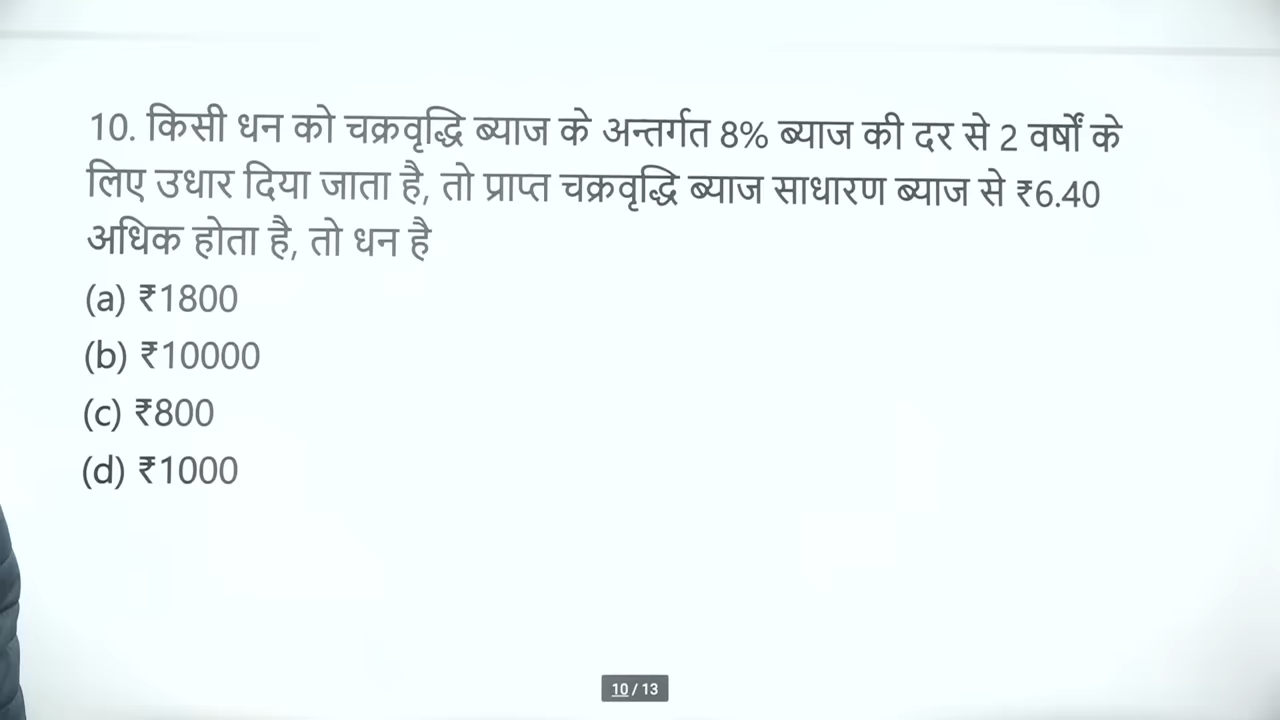 10. किसी धन को चक्रवृद्धि ब्याज के अन्तर्गत 8% ब्याज की दर से 2 वर्षों के
लिए उधार दिया जाता है, तो प्राप्त चक्रवृद्धि ब्याज साधारण ब्याज से ₹6.40
अधिक होता है, तो धन है
(a) ₹1800
(b) ₹10000
(c) ₹800
(d) ₹1000
10 / 13